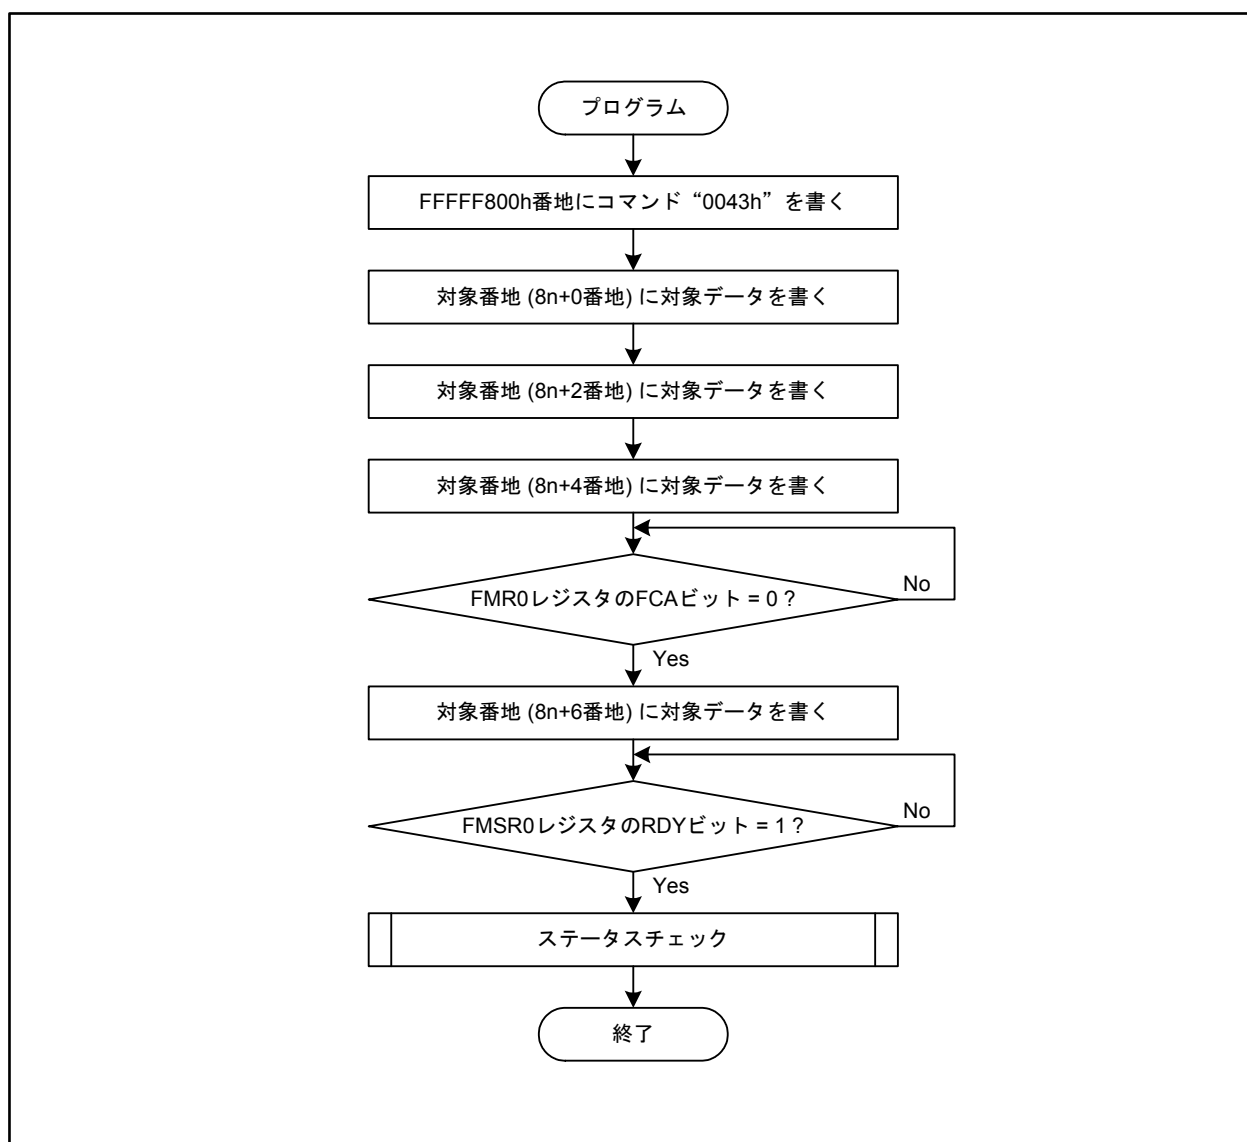 プログラム
FFFFF800h番地にコマンド“0043h”を書く
対象番地 (8n+0番地) に対象データを書く
対象番地 (8n+2番地) に対象データを書く
対象番地 (8n+4番地) に対象データを書く
FMR0レジスタのFCAビット = 0 ?
No
Yes
対象番地 (8n+6番地) に対象データを書く
FMSR0レジスタのRDYビット = 1 ?
No
Yes
ステータスチェック
終了